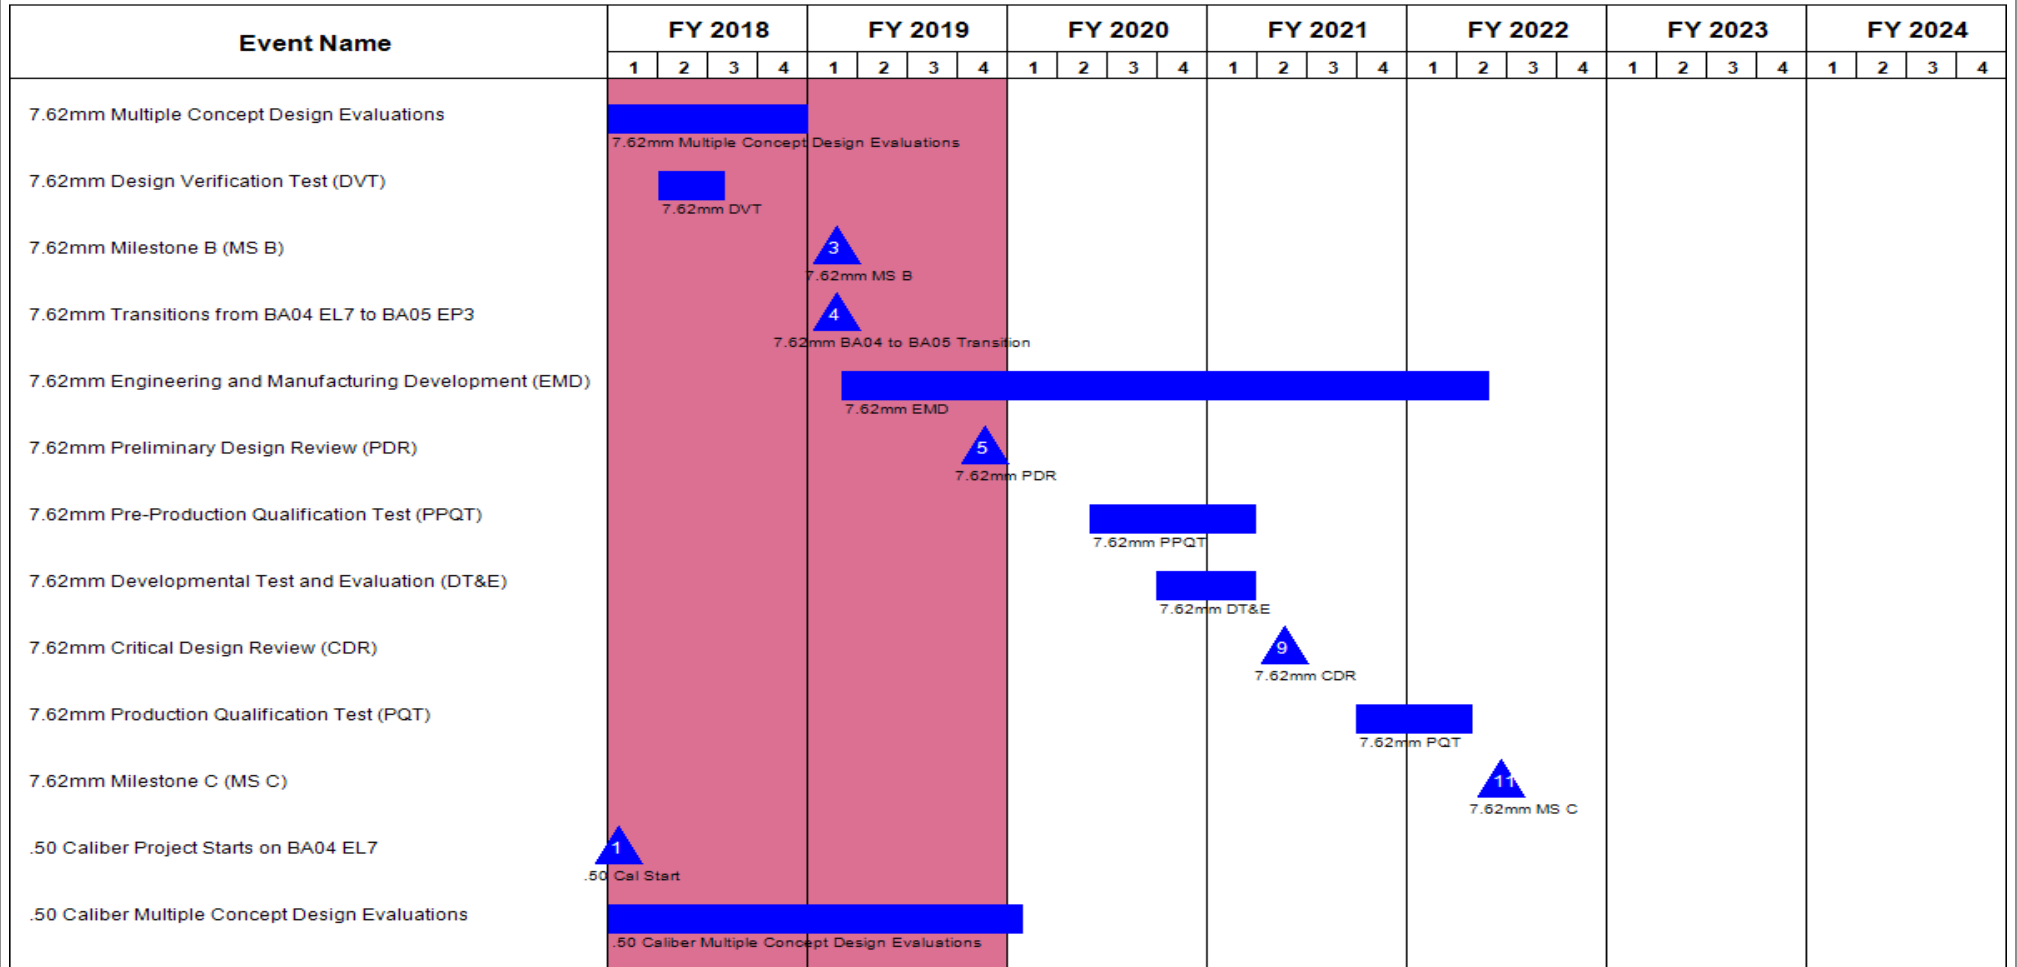 Event Name
FY 2018 FY 2019 FY 2020 FY 2021 FY 2022 FY 2023 FY 2024
1 2 3 4 1 2 3 4 1 2 3 4 1 2 3 4 1 2 3 4 1 2 3 4 1 2 3 4
7.62mm Multiple Concept Design Evaluations
7.62mm Multiple Concept Design Evaluations
7.62mm Design Verification Test (DVT)
7.62mm DVT
7.62mm Milestone B (MS B)
3
7.62mm MS B
7.62mm Transitions from BA04 EL7 to BA05 EP3
4
7.62mm BA04 to BA05 Transition
7.62mm Engineering and Manufacturing Development (EMD)
7.62mm EMD
7.62mm Preliminary Design Review (PDR)
5
7.62mm PDR
7.62mm Pre-Production Qualification Test (PPQT)
7.62mm PPQT
7.62mm Developmental Test and Evaluation (DT&E)
7.62mm DT&E
7.62mm Critical Design Review (CDR)
9
7.62mm CDR
7.62mm Production Qualification Test (PQT)
7.62mm PQT
7.62mm Milestone C (MS C)
11
7.62mm MS C
.50 Caliber Project Starts on BA04 EL7
1
.50 Cal Start
.50 Caliber Multiple Concept Design Evaluations
.50 Caliber Multiple Concept Design Evaluations